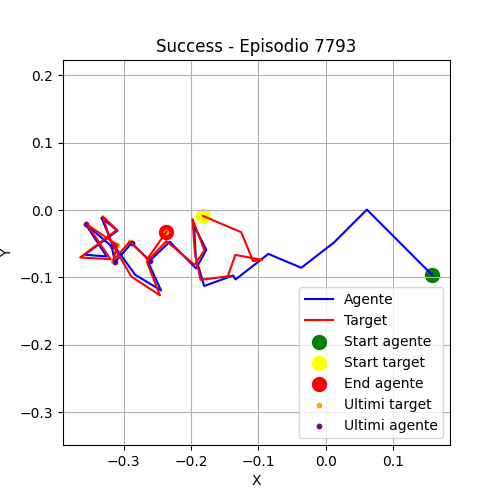 Success - Episodio 7793
0.2
0.1
0.0
−0.1
−0.2
−0.3
Y
−0.3
−0.2
−0.1
0.0
0.1
X
Agente
Target
Start agente
Start target
End agente
Ultimi target
Ultimi agente